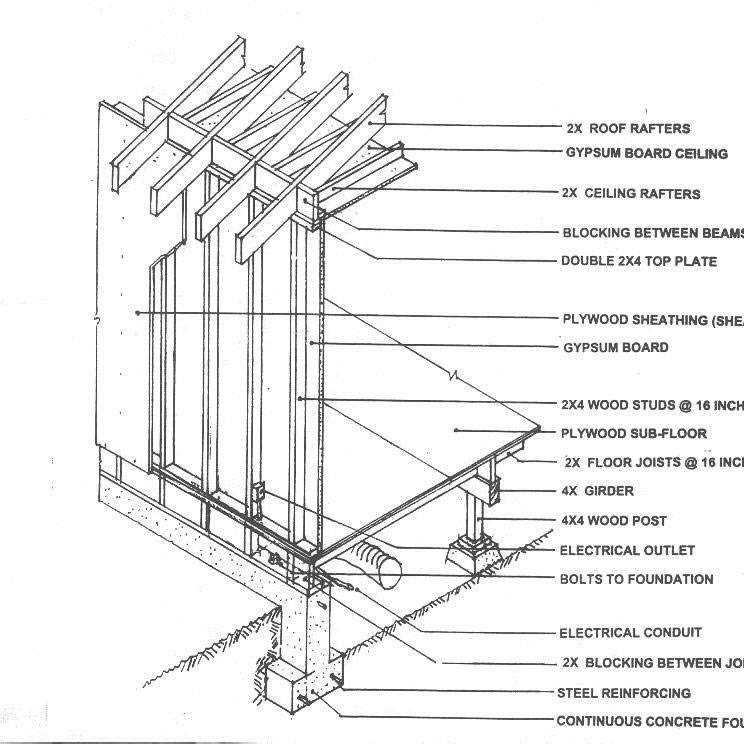 2X ROOF RAFTERS
GYPSUM BOARD CEILING
2X CEILING RAFTERS
BLOCKING BETWEEN BEAMS
DOUBLE 2X4 TOP PLATE
PLYWOOD SHEATHING (SHEA
GYPSUM BOARD
2X4 WOOD STUDS @ 16 INCH
PLYWOOD SUB-FLOOR
2X FLOOR JOISTS @ 16 INC
4X GIRDER
4X4 WOOD POST
ELECTRICAL OUTLET
BOLTS TO FOUNDATION
ELECTRICAL CONDUIT
2X BLOCKING BETWEEN JOI
STEEL REINFORCING
CONTINUOUS CONCRETE FOU